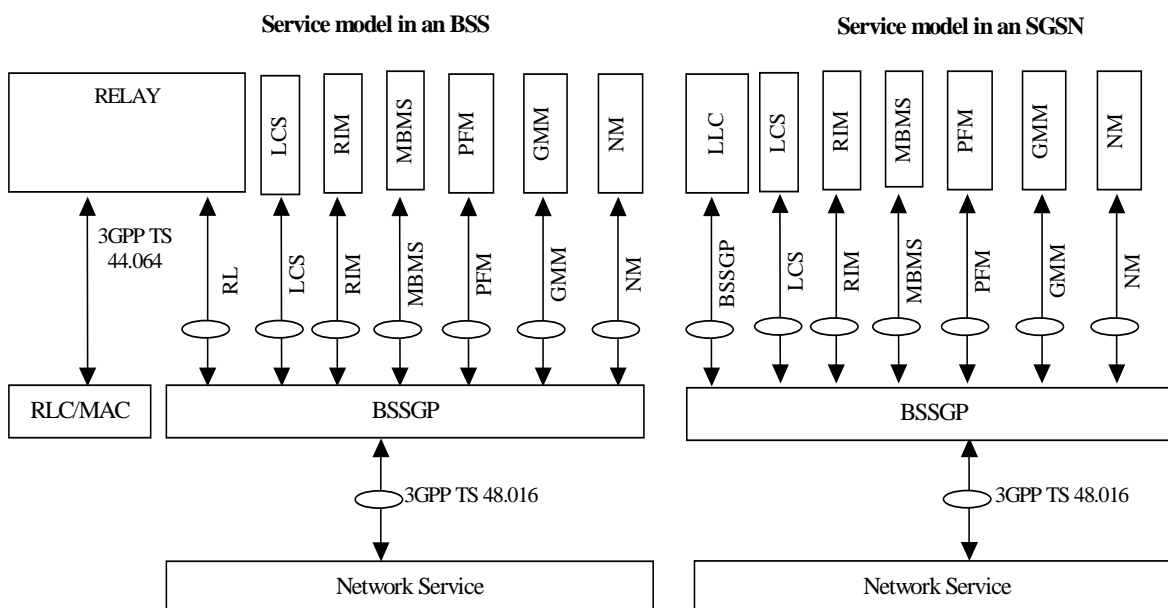 Service model in an BSS
Service model in an SGSN
RELAY
LCS
RIM
MBMS
PFM
GMM
NM
LLC
LCS
RIM
MBMS
PFM
GMM
NM
3GPP TS
44.064
RL
LCS
RIM
MBMS
PFM
GMM
NM
BSSGP
LCS
RIM
MBMS
PFM
GMM
NM
RLC/MAC
BSSGP
BSSGP
3GPP TS 48.016
3GPP TS 48.016
Network Service
Network Service